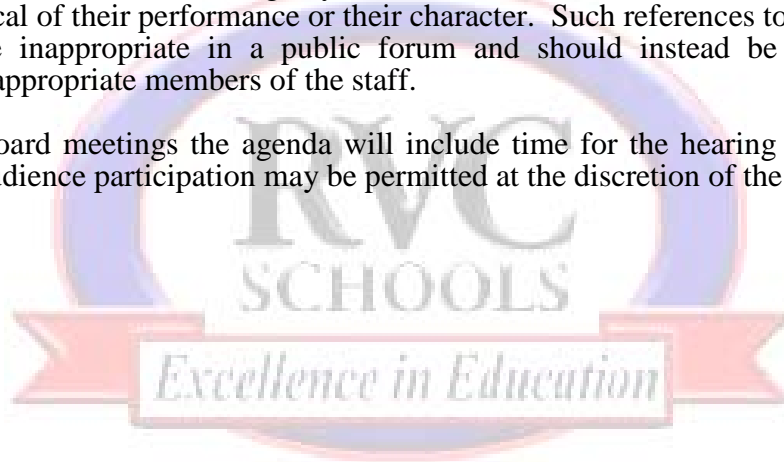 cal of their performance or their character. Such references to
inappropriate in a public forum and should instead be
appropriate members of the staff.
oard meetings the agenda will include time for the hearing
udience participation may be permitted at the discretion of the
RVC
SCHOOLS
Excellence in Education